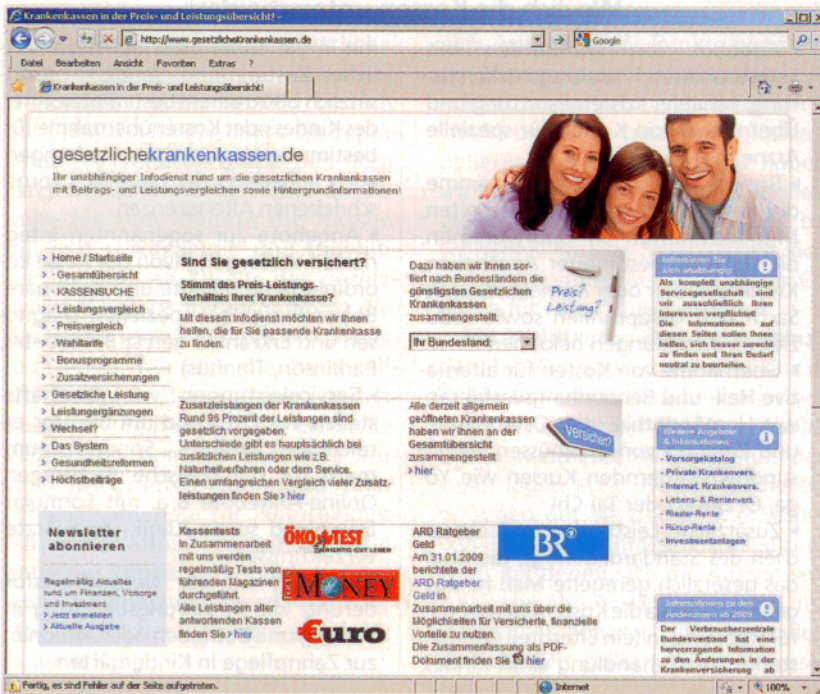 Krankenkassen in der Preis- und Leistungsübersicht! -
http://www.gesetzlichekrankenkassen.de
Google
Datei Bearbeiten Ansicht Favoriten Extras ?
Krankenkassen in der Preis- und Leistungsübersicht!
gesetzlichekrankenkassen.de
Ihr unabhängiger Infodienst rund um die gesetzlichen Krankenkassen
mit Beitrags- und Leistungsvergleichen sowie Hintergrundinformationen!
> Home / Startseite
> · Gesamtübersicht
> · KASSENSUCHE
> · Leistungsvergleich
> · Preisvergleich
> · Wahltarife
> · Bonusprogramme
> · Zusatzversicherungen
> Gesetzliche Leistung
> Leistungergänzungen
> Wechsel?
> Das System
> Gesundheitsreformen
> Höchstbeiträge
Newsletter
abonnieren
Regelmäßig Aktuelles
rund um Finanzen, Vorsorge
und Investment:
> Jetzt anmelden
> Aktuelle Ausgabe
Sind Sie gesetzlich versichert?
Stimmt das Preis-Leistungs-
Verhältnis Ihrer Krankenkasse?
Mit diesem Infodienst möchten wir Ihnen
helfen, die für Sie passende Krankenkasse
zu finden.
Dazu haben wir Ihnen sor-
tiert nach Bundesländern die
günstigsten Gesetzlichen
Krankenkassen
zusammengestellt.
Ihr Bundesland:
Preis?
Leistung?
Zusatzleistungen der Krankenkassen
Rund 96 Prozent der Leistungen sind
gesetzlich vorgegeben.
Unterschiede gibt es hauptsächlich bei
zusätzlichen Leistungen wie z.B.
Naturheilverfahren oder dem Service.
Einen umfangreichen Vergleich vieler Zusatz-
leistungen finden Sie > hier
Alle derzeit allgemein
geöffneten Krankenkassen
haben wir Ihnen an der
Gesamtübersicht
zusammengestellt.
> hier
Versichert?
Kassentests
In Zusammenarbeit
mit uns werden
regelmäßig Tests von
führenden Magazinen
durchgeführt.
Alle Leistungen aller
antwortenden Kassen
finden Sie > hier
ÖKO TEST
RICHTIG GUT LEBEN
FOCUS
MONEY
€uro
ARD Ratgeber
Geld
Am 31.01.2009
berichtete der
ARD Ratgeber
Geld in
Zusammenarbeit mit uns über die
Möglichkeiten für Versicherte, finanzielle
Vorteile zu nutzen.
Die Zusammenfassung als PDF-
Dokument finden Sie hier
BR
Informieren Sie
sich unabhängig:
Als komplett unabhängige
Servicegesellschaft sind
wir ausschließlich Ihren
Interessen verpflichtet!
Die Informationen auf
diesen Seiten sollen Ihnen
helfen, sich besser zurecht
zu finden und Ihren Bedarf
neutral zu beurteilen.
Weitere Angebote
& Informationen
· Vorsorgekatalog
· Private Krankenvers.
· Internat. Krankenvers.
· Lebens- & Rentenvers.
· Riester-Rente
· Rürup-Rente
· Investmentanlagen
Informationen zu den
Änderungen ab 2009
Der Verbraucherzentrale
Bundesverband hat eine
hervorragende Information
zu den Änderungen in der
Krankenversicherung ab
Fertig, es sind Fehler auf der Seite aufgetreten.
Internet
100%